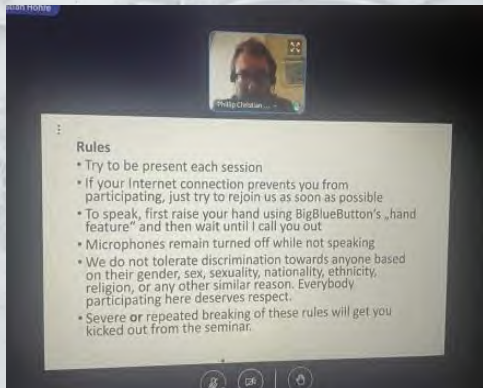 Phillip Christian ...
Rules
• Try to be present each session
• If your Internet connection prevents you from
participating, just try to rejoin us as soon as possible
• To speak, first raise your hand using BigBlueButton's „hand
feature" and then wait until I call you out
• Microphones remain turned off while not speaking
• We do not tolerate discrimination towards anyone based
on their gender, sex, sexuality, nationality, ethnicity,
religion, or any other similar reason. Everybody
participating here deserves respect.
• Severe or repeated breaking of these rules will get you
kicked out from the seminar.